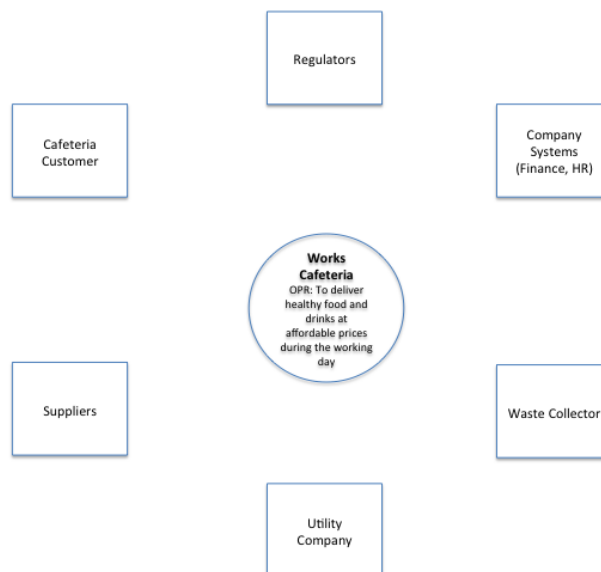 Regulators
Cafeteria
Customer
Company
Systems
(Finance, HR)
Works
Cafeteria
OPR: To deliver
healthy food and
drinks at
affordable prices
during the working
day
Suppliers
Waste Collector
Utility
Company